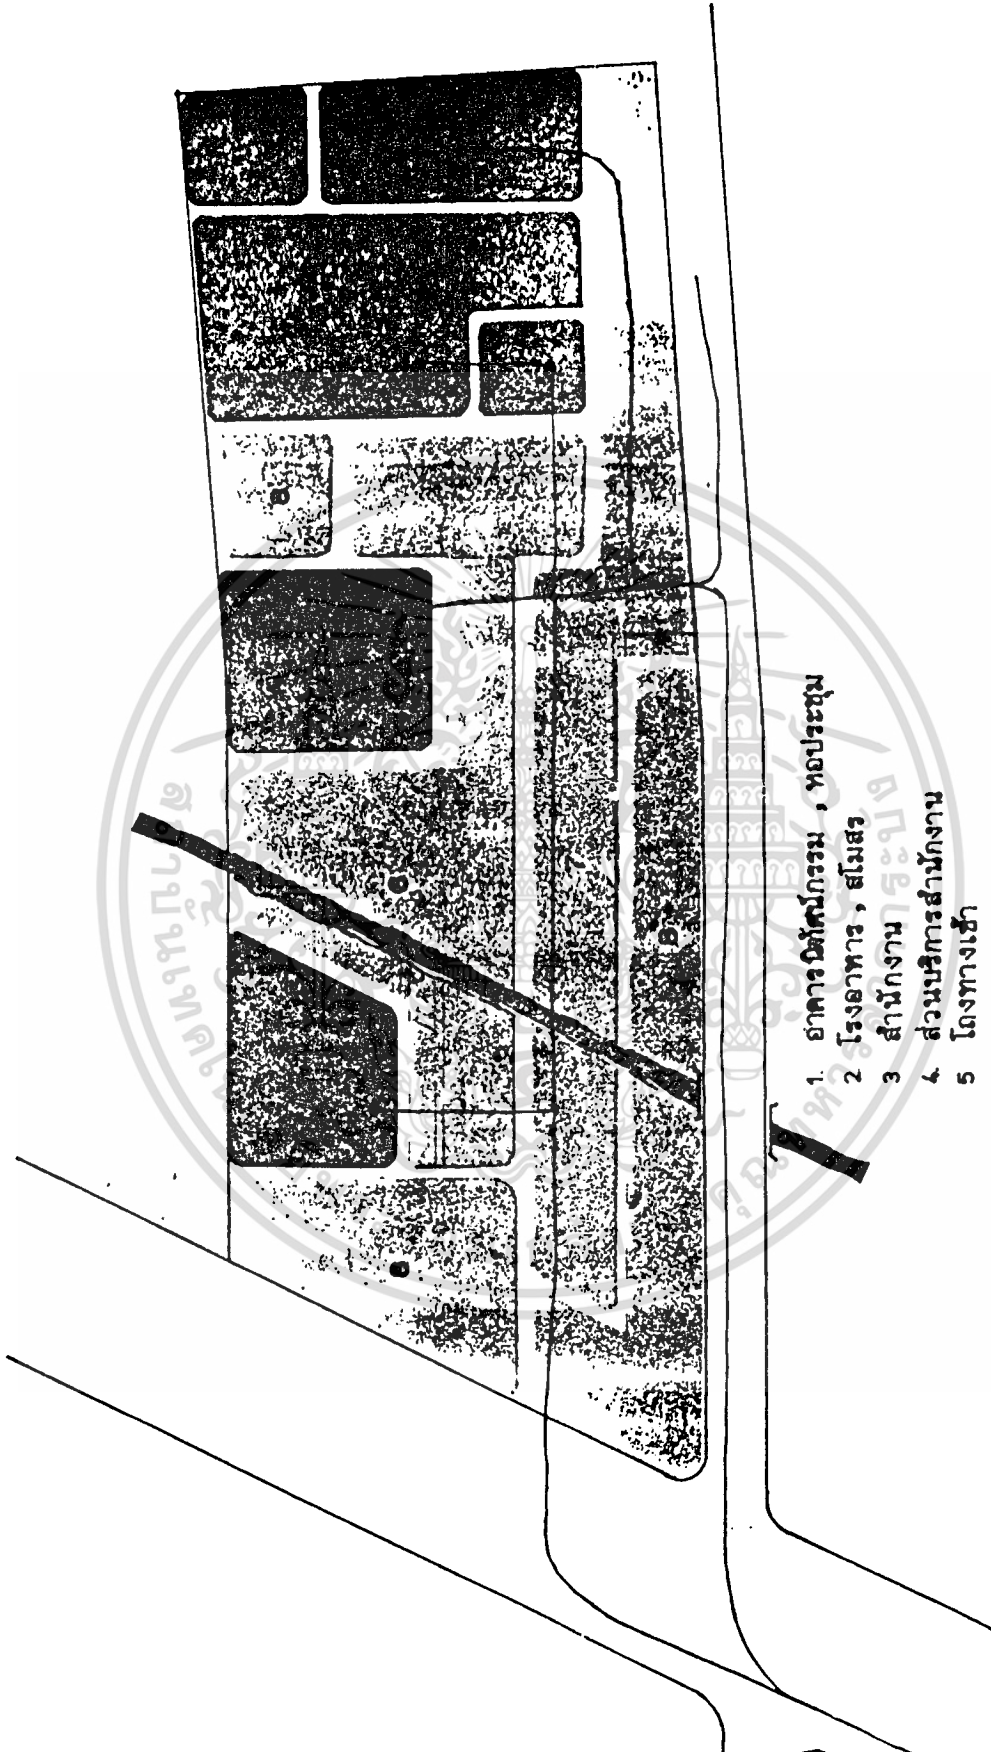 1. อาคารนิทัศน์กรรม , หอประชุม
2 โรงอาหาร , สโมสร
3 สำนักงาน
4. ส่วนบริการสำนักงาน
5 โถงทางเข้า